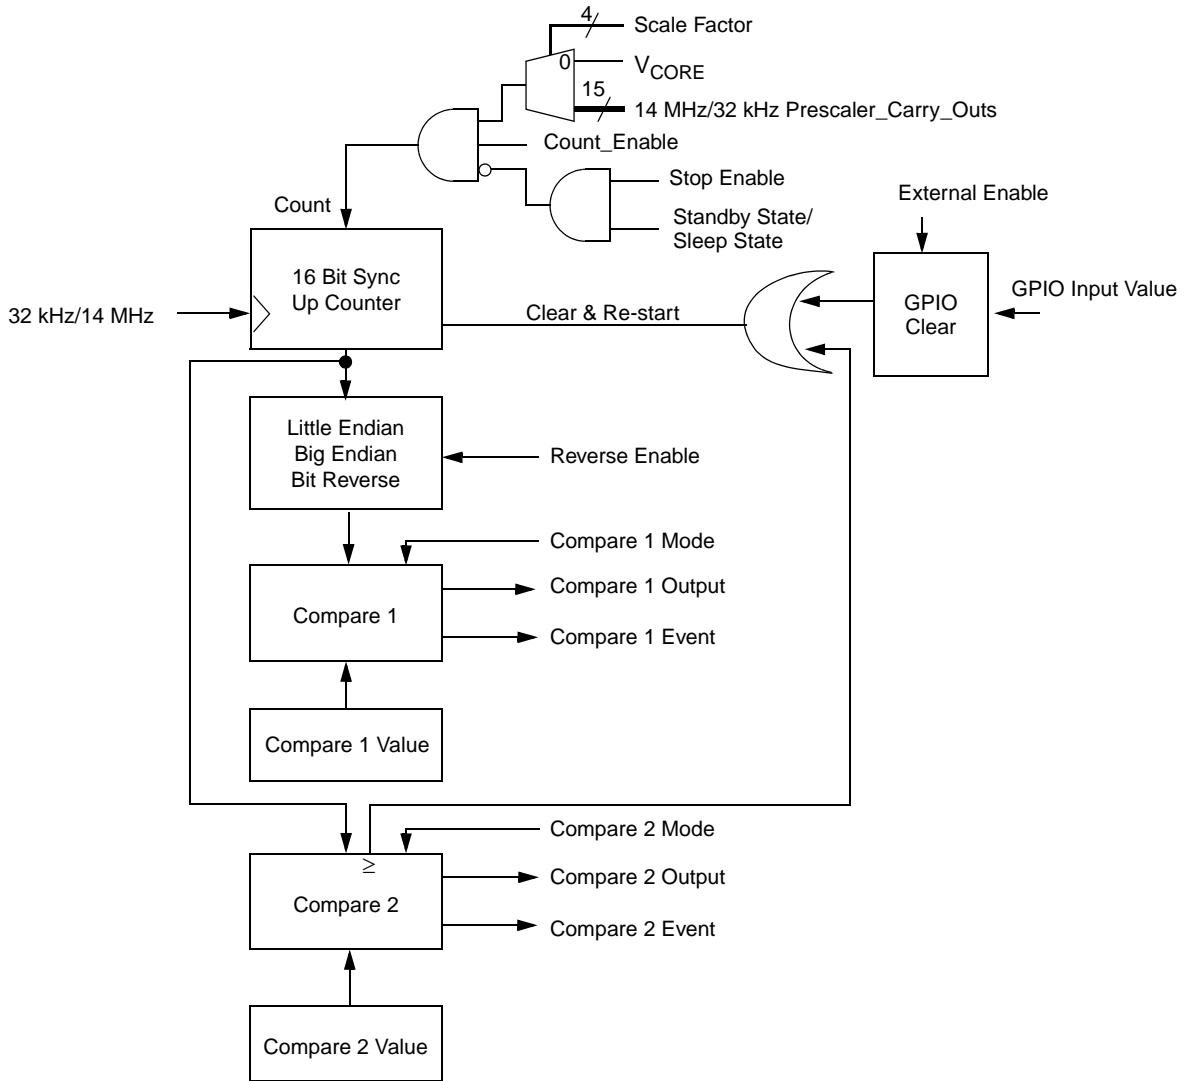 4
Scale Factor
0
VCORE
15
14 MHz/32 kHz Prescaler_Carry_Outs
Count_Enable
Stop Enable
Standby State/
Sleep State
External Enable
Count
16 Bit Sync
Up Counter
32 kHz/14 MHz
Clear & Re-start
GPIO
Clear
GPIO Input Value
Little Endian
Big Endian
Bit Reverse
Reverse Enable
Compare 1 Mode
Compare 1 Output
Compare 1
Compare 1 Event
Compare 1 Value
Compare 2 Mode
≥
Compare 2 Output
Compare 2
Compare 2 Event
Compare 2 Value